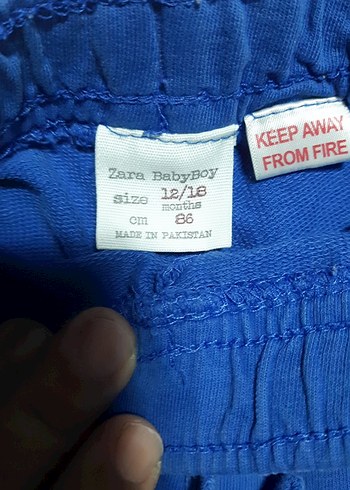 Zara BabyBoy
size 12/18
months
cm 86
MADE IN PAKISTAN
KEEP AWAY
FROM FIRE